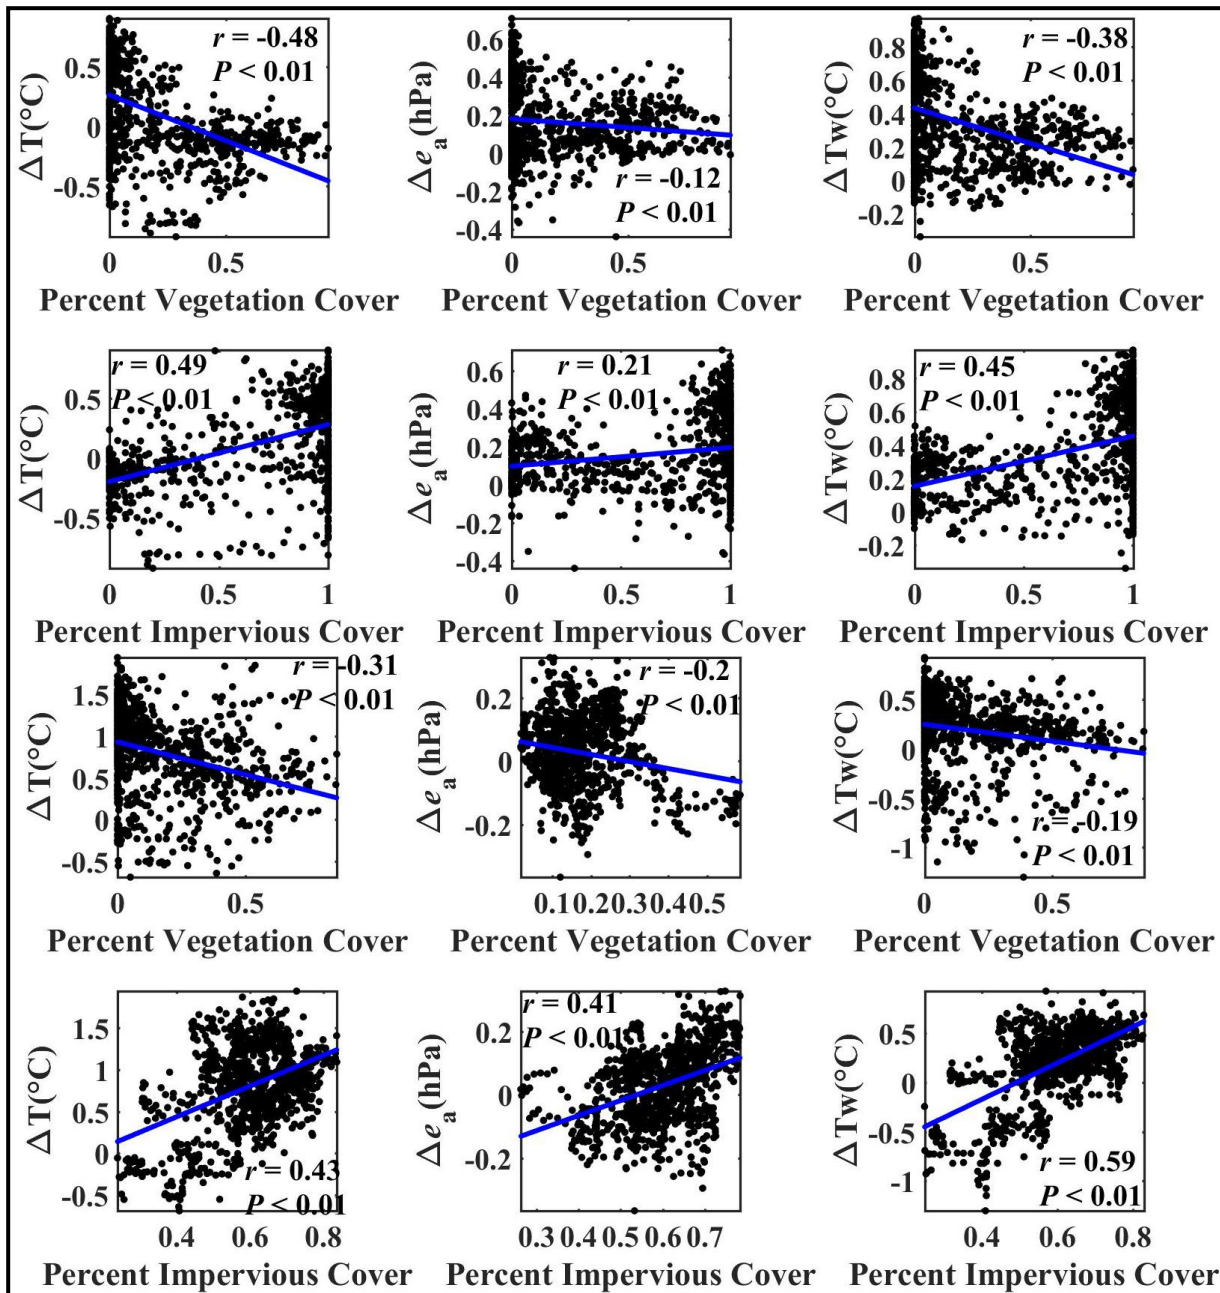 r = -0.48
P < 0.01
0.5
0
-0.5
ΔT(°C)
0 0.5
Percent Vegetation Cover
0.6
0.4
0.2
0
-0.2
-0.4
Δea(hPa)
r = -0.12
P < 0.01
0 0.5
Percent Vegetation Cover
r = -0.38
P < 0.01
0.8
0.6
0.4
0.2
0
-0.2
ΔTw(°C)
0 0.5
Percent Vegetation Cover
r = 0.49
P < 0.01
0.5
0
-0.5
ΔT(°C)
0 0.5 1
Percent Impervious Cover
r = 0.21
P < 0.01
0.6
0.4
0.2
0
-0.2
-0.4
Δea(hPa)
0 0.5 1
Percent Impervious Cover
r = 0.45
P < 0.01
0.8
0.6
0.4
0.2
0
-0.2
ΔTw(°C)
0 0.5 1
Percent Impervious Cover
r = -0.31
P < 0.01
1.5
1
0.5
0
-0.5
ΔT(°C)
0 0.5
Percent Vegetation Cover
r = -0.2
P < 0.01
0.2
0
-0.2
Δea(hPa)
0.1 0.2 0.3 0.4 0.5
Percent Vegetation Cover
0.5
0
-0.5
-1
ΔTw(°C)
r = -0.19
P < 0.01
0 0.5
Percent Vegetation Cover
1.5
1
0.5
0
-0.5
ΔT(°C)
r = 0.43
P < 0.01
0.4 0.6 0.8
Percent Impervious Cover
r = 0.41
P < 0.01
0.2
0
-0.2
Δea(hPa)
0.3 0.4 0.5 0.6 0.7
Percent Impervious Cover
0.5
0
-0.5
-1
ΔTw(°C)
r = 0.59
P < 0.01
0.4 0.6 0.8
Percent Impervious Cover